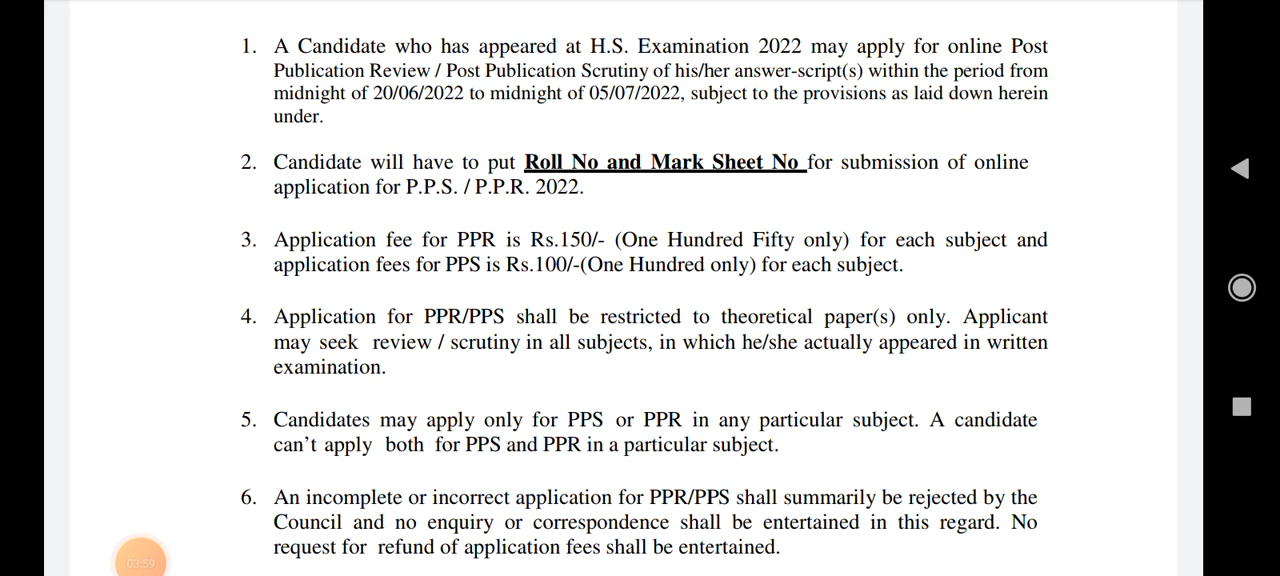 1. A Candidate who has appeared at H.S. Examination 2022 may apply for online Post
Publication Review / Post Publication Scrutiny of his/her answer-script(s) within the period from
midnight of 20/06/2022 to midnight of 05/07/2022, subject to the provisions as laid down herein
under.
2. Candidate will have to put Roll No and Mark Sheet No for submission of online
application for P.P.S. / P.P.R. 2022.
3. Application fee for PPR is Rs.150/- (One Hundred Fifty only) for each subject and
application fees for PPS is Rs.100/-(One Hundred only) for each subject.
4. Application for PPR/PPS shall be restricted to theoretical paper(s) only. Applicant
may seek review / scrutiny in all subjects, in which he/she actually appeared in written
examination.
5. Candidates may apply only for PPS or PPR in any particular subject. A candidate
can't apply both for PPS and PPR in a particular subject.
6. An incomplete or incorrect application for PPR/PPS shall summarily be rejected by the
Council and no enquiry or correspondence shall be entertained in this regard. No
request for refund of application fees shall be entertained.
03:59